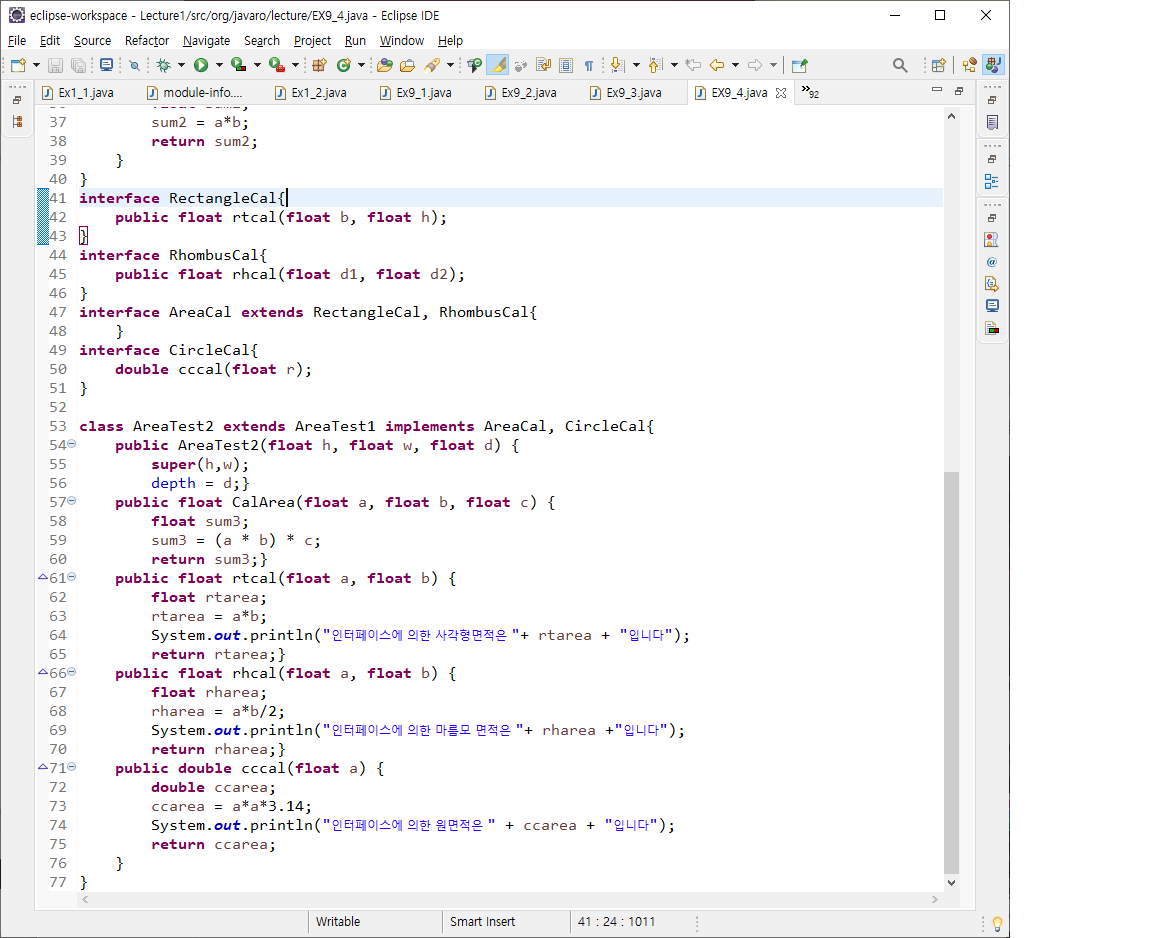 eclipse-workspace - Lecture1/src/org/javaro/lecture/EX9_4.java - Eclipse IDE
File Edit Source Refactor Navigate Search Project Run Window Help
Ex1_1.java module-info.... Ex1_2.java Ex9_1.java Ex9_2.java Ex9_3.java EX9_4.java »92
37 sum2 = a*b;
38 return sum2;
39 }
40 }
41 interface RectangleCal{
42 public float rtcal(float b, float h);
43 }
44 interface RhombusCal{
45 public float rhcal(float d1, float d2);
46 }
47 interface AreaCal extends RectangleCal, RhombusCal{
48 }
49 interface CircleCal{
50 double cccal(float r);
51 }
52
53 class AreaTest2 extends AreaTest1 implements AreaCal, CircleCal{
54 public AreaTest2(float h, float w, float d) {
55 super(h,w);
56 depth = d;}
57 public float CalArea(float a, float b, float c) {
58 float sum3;
59 sum3 = (a * b) * c;
60 return sum3;}
61 public float rtcal(float a, float b) {
62 float rtarea;
63 rtarea = a*b;
64 System.out.println("인터페이스에 의한 사각형면적은 "+ rtarea + "입니다");
65 return rtarea;}
66 public float rhcal(float a, float b) {
67 float rharea;
68 rharea = a*b/2;
69 System.out.println("인터페이스에 의한 마름모 면적은 "+ rharea +"입니다");
70 return rharea;}
71 public double cccal(float a) {
72 double ccarea;
73 ccarea = a*a*3.14;
74 System.out.println("인터페이스에 의한 원면적은 " + ccarea + "입니다");
75 return ccarea;
76 }
77 }
Writable Smart Insert 41 : 24 : 1011